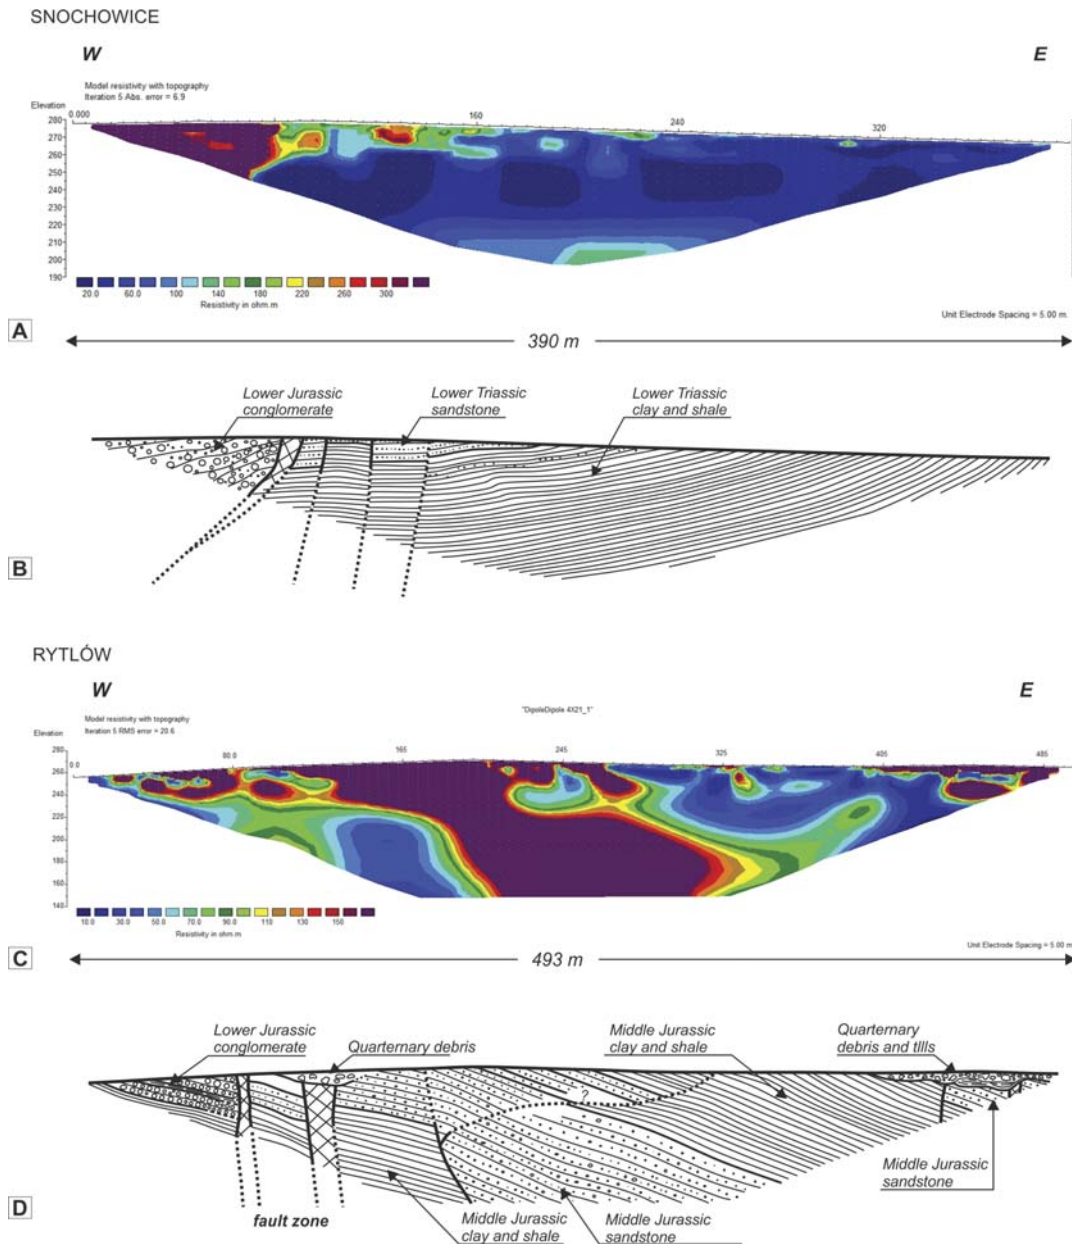 SNOCHOWICE
W
E
Model resistivity with topography
Iteration 5 Abs. error = 6.9
Elevation
0.000 160 240 320
280
270
260
250
240
230
220
210
200
190
20.0 60.0 100 140 180 220 260 300
Resistivity in ohm.m
Unit Electrode Spacing = 5.00 m.
A
390 m
Lower Jurassic
conglomerate
Lower Triassic
sandstone
Lower Triassic
clay and shale
B
RYTLÓW
W
E
"DipoleDipole 4X21_1"
Model resistivity with topography
Iteration 5 RMS error = 20.6
Elevation
0.0 80.0 165 245 325 405 485
280
260
240
220
200
180
160
140
10.0 30.0 50.0 70.0 90.0 110 130 150
Resistivity in ohm.m
Unit Electrode Spacing = 5.00 m
C
493 m
Lower Jurassic
conglomerate
Quarternary debris
Middle Jurassic
clay and shale
Quarternary
debris and tllls
?
Middle Jurassic
sandstone
D
fault zone
Middle Jurassic
clay and shale
Middle Jurassic
sandstone